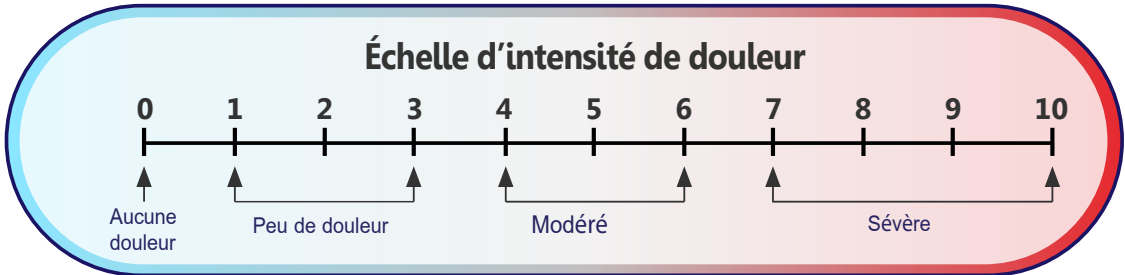 Échelle d’intensité de douleur
0 1 2 3 4 5 6 7 8 9 10
Aucune
douleur
Peu de douleur
Modéré
Sévère